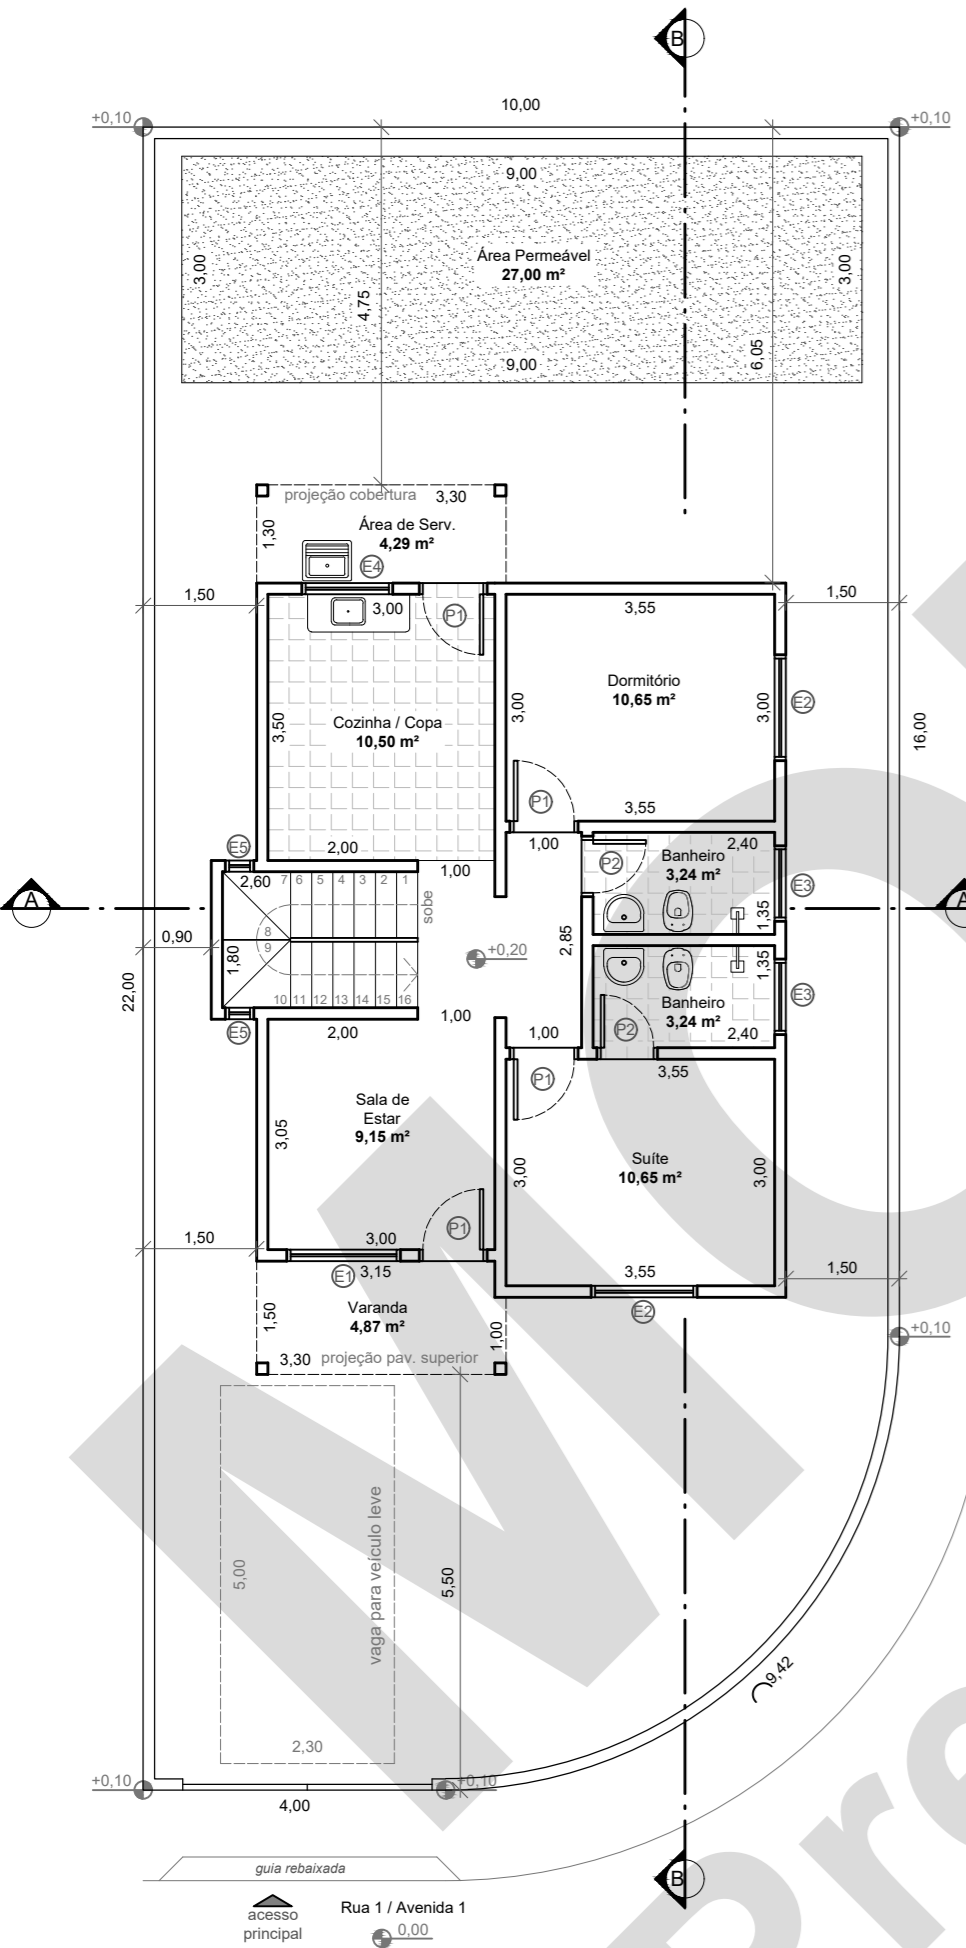 B
10,00
+0,10
+0,10
9,00
Área Permeável
27,00 m²
3,00
3,00
4,75
6,05
9,00
projeção cobertura
3,30
1,30
Área de Serv.
4,29 m²
E4
1,50
3,00
P1
3,55
1,50
Dormitório
10,65 m²
3,00
3,00
E2
Cozinha / Copa
10,50 m²
3,50
16,00
P1
3,55
2,00
1,00
1,00
E5
2,60
7 6 5 4 3 2 1
sobe
P2
Banheiro
3,24 m²
2,40
E3
1,35
A
A
0,90
8
9
1,80
+0,20
2,85
1,35
22,00
10 11 12 13 14 15 16
E5
Banheiro
3,24 m²
E3
P2
2,40
2,00
1,00
1,00
3,55
P1
Sala de
Estar
9,15 m²
3,05
Suíte
10,65 m²
3,00
3,00
1,50
3,00
P1
E1
3,15
3,55
1,50
E2
Varanda
4,87 m²
1,50
1,00
+0,10
3,30
projeção pav. superior
vaga para veículo leve
5,00
5,50
2,30
9,42
+0,10
+0,10
4,00
guia rebaixada
B
acesso
principal
Rua 1 / Avenida 1
0,00
MO
Pre